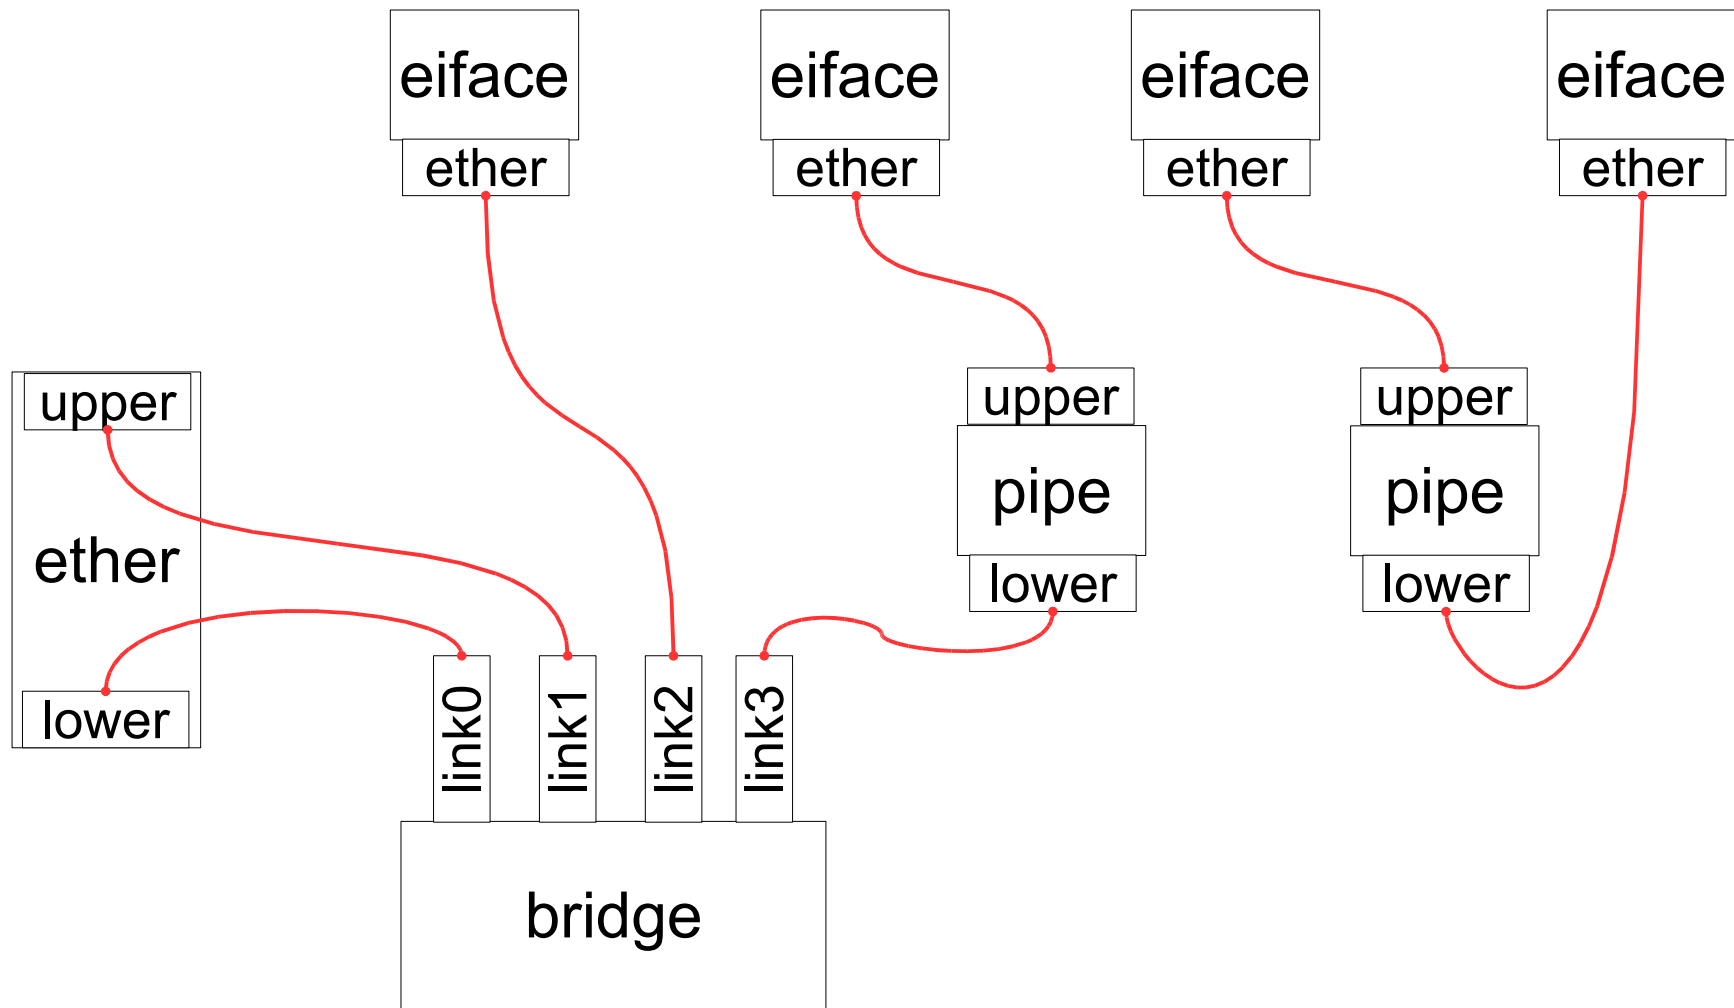 eiface
eiface
eiface
eiface
ether
ether
ether
ether
upper
upper
upper
pipe
pipe
ether
lower
lower
lower
link0
link1
link2
link3
bridge